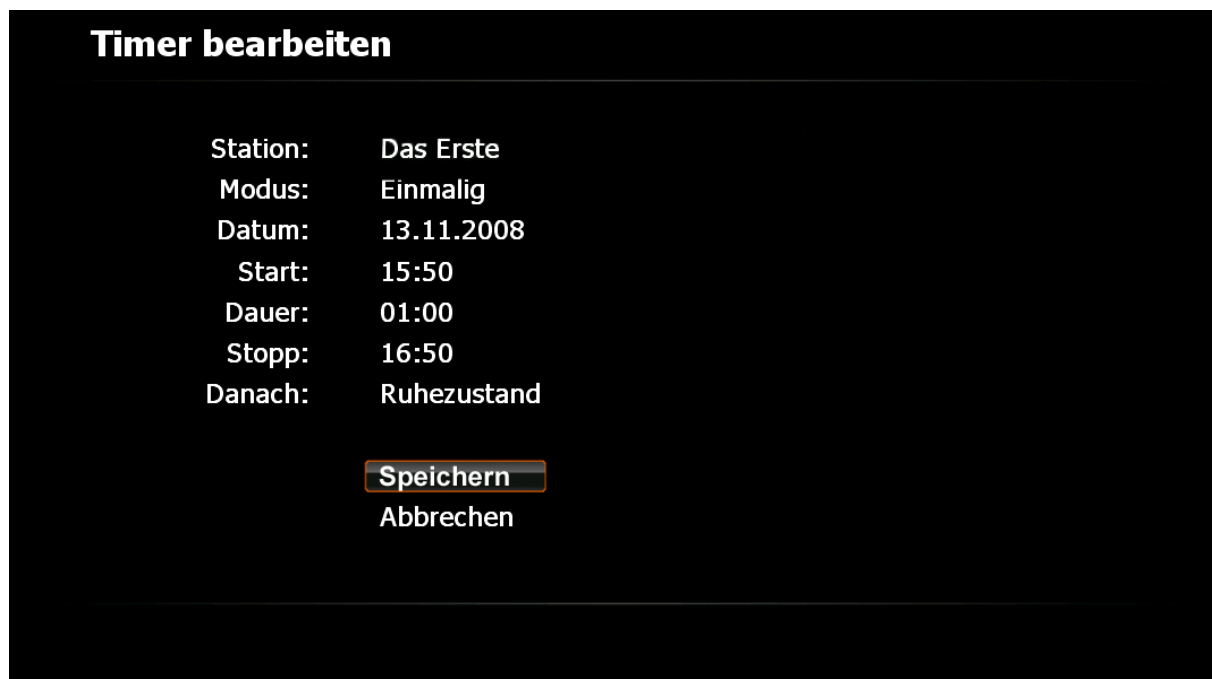 Timer bearbeiten
Station: Das Erste
Modus: Einmalig
Datum: 13.11.2008
Start: 15:50
Dauer: 01:00
Stopp: 16:50
Danach: Ruhezustand
Speichern
Abbrechen